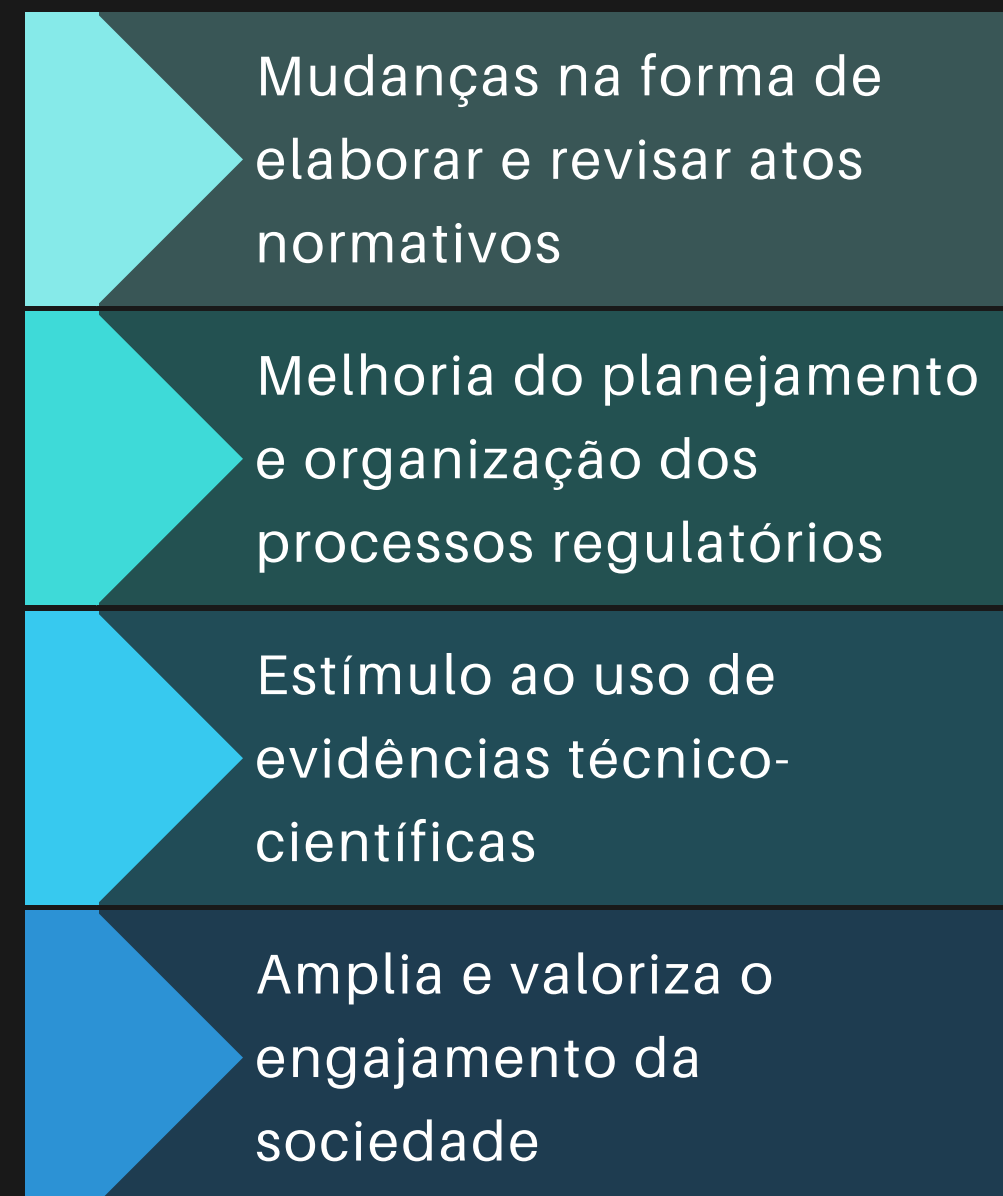 Mudanças na forma de
elaborar e revisar atos
normativos
Melhoria do planejamento
e organização dos
processos regulatórios
Estímulo ao uso de
evidências técnico-
científicas
Amplia e valoriza o
engajamento da
sociedade